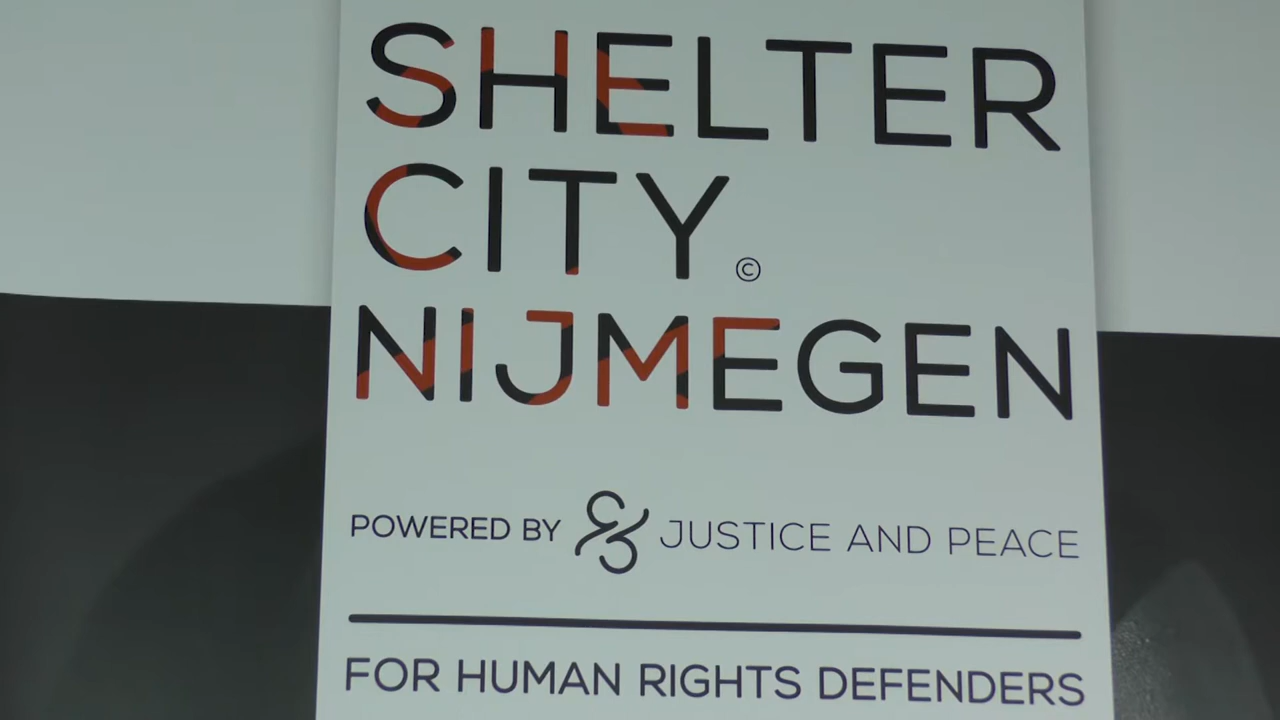 SHELTER
CITY ©
NIJMEGEN
POWERED BY JUSTICE AND PEACE
FOR HUMAN RIGHTS DEFENDERS